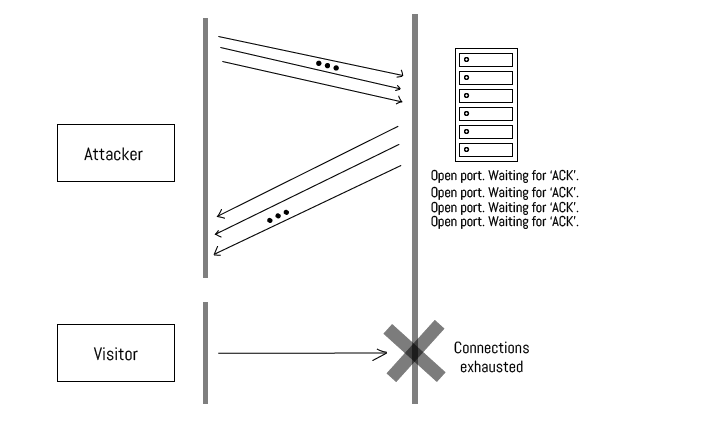 Attacker
Open port. Waiting for ‘ACK’.
Open port. Waiting for ‘ACK’.
Open port. Waiting for ‘ACK’.
Open port. Waiting for ‘ACK’.
Visitor
Connections
exhausted